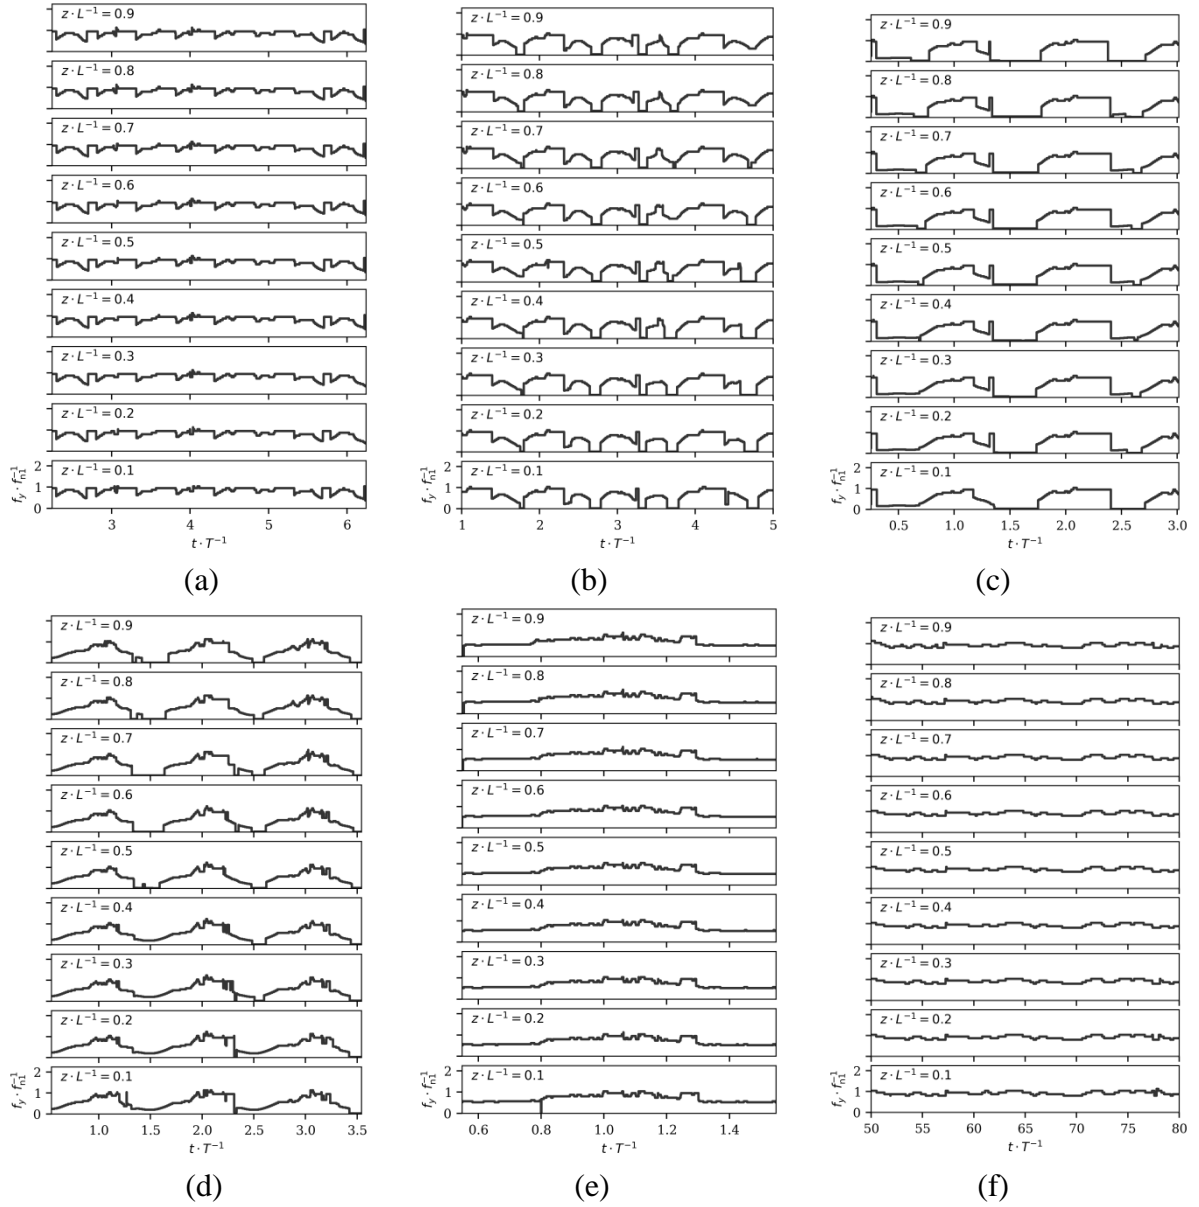 z · L⁻¹ = 0.9
z · L⁻¹ = 0.8
z · L⁻¹ = 0.7
z · L⁻¹ = 0.6
z · L⁻¹ = 0.5
z · L⁻¹ = 0.4
z · L⁻¹ = 0.3
z · L⁻¹ = 0.2
z · L⁻¹ = 0.1
f_y · f_n1⁻¹
2
1
0
3 4 5 6
t · T⁻¹
(a)
z · L⁻¹ = 0.9
z · L⁻¹ = 0.8
z · L⁻¹ = 0.7
z · L⁻¹ = 0.6
z · L⁻¹ = 0.5
z · L⁻¹ = 0.4
z · L⁻¹ = 0.3
z · L⁻¹ = 0.2
z · L⁻¹ = 0.1
f_y · f_n1⁻¹
2
1
0
1 2 3 4 5
t · T⁻¹
(b)
z · L⁻¹ = 0.9
z · L⁻¹ = 0.8
z · L⁻¹ = 0.7
z · L⁻¹ = 0.6
z · L⁻¹ = 0.5
z · L⁻¹ = 0.4
z · L⁻¹ = 0.3
z · L⁻¹ = 0.2
z · L⁻¹ = 0.1
f_y · f_n1⁻¹
2
1
0
0.5 1.0 1.5 2.0 2.5 3.0
t · T⁻¹
(c)
z · L⁻¹ = 0.9
z · L⁻¹ = 0.8
z · L⁻¹ = 0.7
z · L⁻¹ = 0.6
z · L⁻¹ = 0.5
z · L⁻¹ = 0.4
z · L⁻¹ = 0.3
z · L⁻¹ = 0.2
z · L⁻¹ = 0.1
f_y · f_n1⁻¹
2
1
0
1.0 1.5 2.0 2.5 3.0 3.5
t · T⁻¹
(d)
z · L⁻¹ = 0.9
z · L⁻¹ = 0.8
z · L⁻¹ = 0.7
z · L⁻¹ = 0.6
z · L⁻¹ = 0.5
z · L⁻¹ = 0.4
z · L⁻¹ = 0.3
z · L⁻¹ = 0.2
z · L⁻¹ = 0.1
f_y · f_n1⁻¹
2
1
0
0.6 0.8 1.0 1.2 1.4
t · T⁻¹
(e)
z · L⁻¹ = 0.9
z · L⁻¹ = 0.8
z · L⁻¹ = 0.7
z · L⁻¹ = 0.6
z · L⁻¹ = 0.5
z · L⁻¹ = 0.4
z · L⁻¹ = 0.3
z · L⁻¹ = 0.2
z · L⁻¹ = 0.1
f_y · f_n1⁻¹
2
1
0
50 55 60 65 70 75 80
t · T⁻¹
(f)